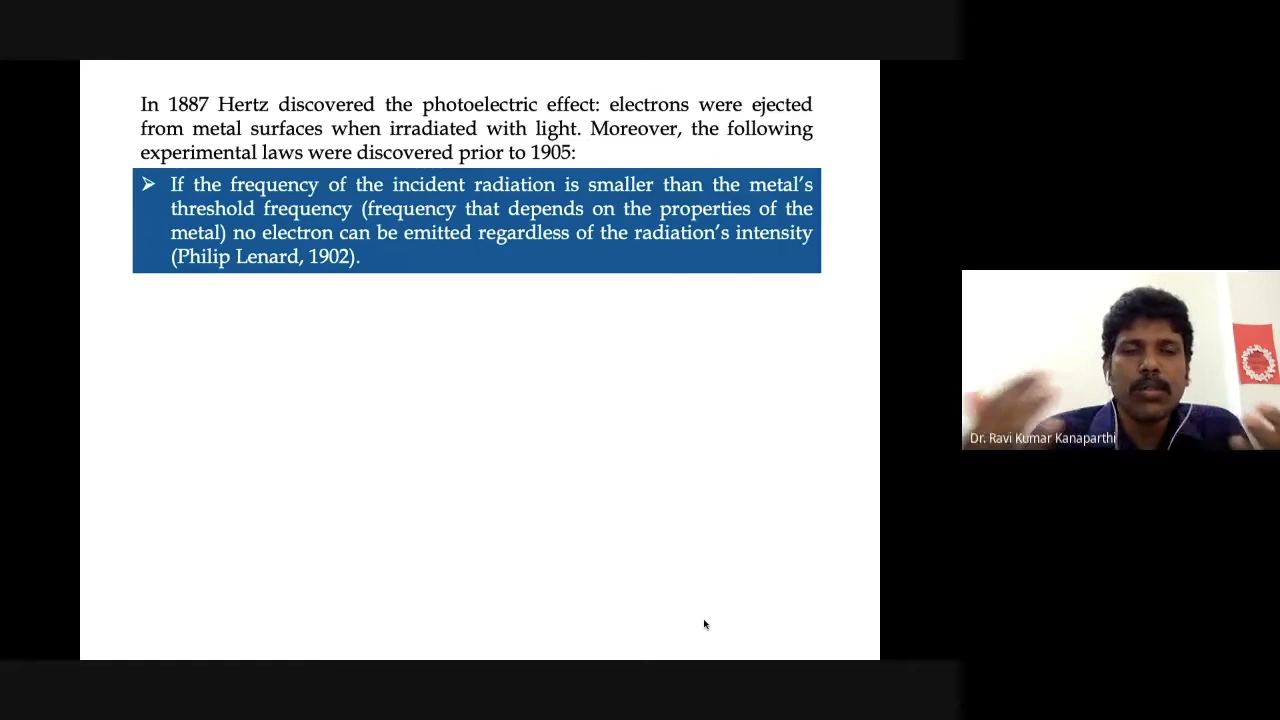 In 1887 Hertz discovered the photoelectric effect: electrons were ejected
from metal surfaces when irradiated with light. Moreover, the following
experimental laws were discovered prior to 1905:
➢ If the frequency of the incident radiation is smaller than the metal's
threshold frequency (frequency that depends on the properties of the
metal) no electron can be emitted regardless of the radiation's intensity
(Philip Lenard, 1902).
Dr. Ravi Kumar Kanaparthi